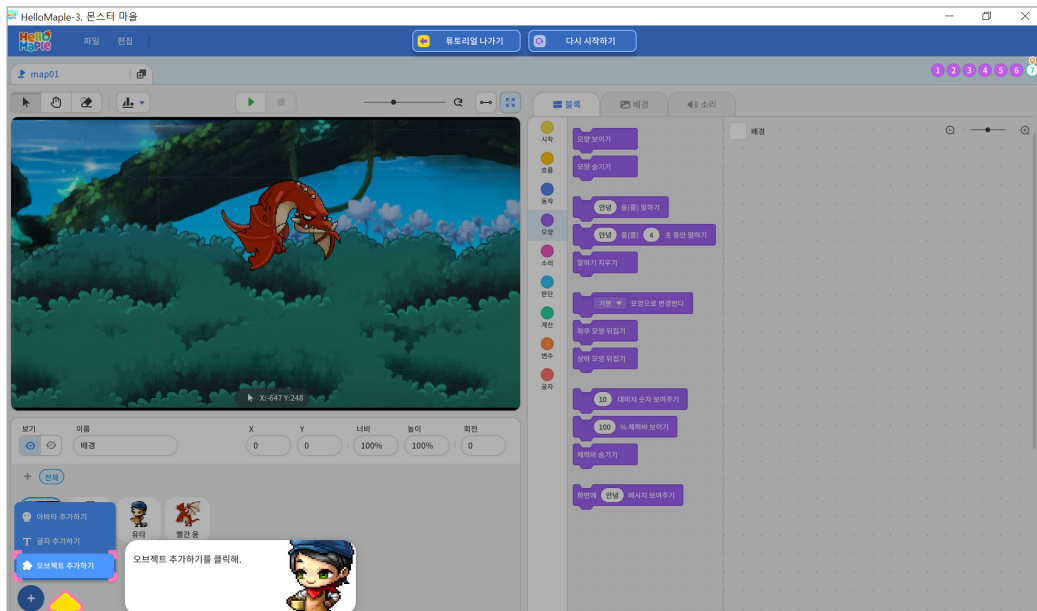 HelloMaple-3. 몬스터 마을
Hello Maple
파일 편집
튜토리얼 나가기
다시 시작하기
map01
1 2 3 4 5 6 7
블록 배경 소리
시작
흐름
동작
모양
소리
판단
계산
변수
글자
모양 보이기
모양 숨기기
안녕 을(를) 말하기
안녕 을(를) 4 초 동안 말하기
말하기 지우기
기본 모양으로 변경한다
좌우 모양 뒤집기
상하 모양 뒤집기
10 대미지 숫자 보여주기
100 % 체력바 보이기
체력바 숨기기
화면에 안녕 메시지 보여주기
배경
X:-647 Y:248
보기 이름 X Y 너비 높이 회전
배경 0 0 100% 100% 0
전체
유타 빨간 용
아바타 추가하기
글자 추가하기
오브젝트 추가하기
오브젝트 추가하기를 클릭해.